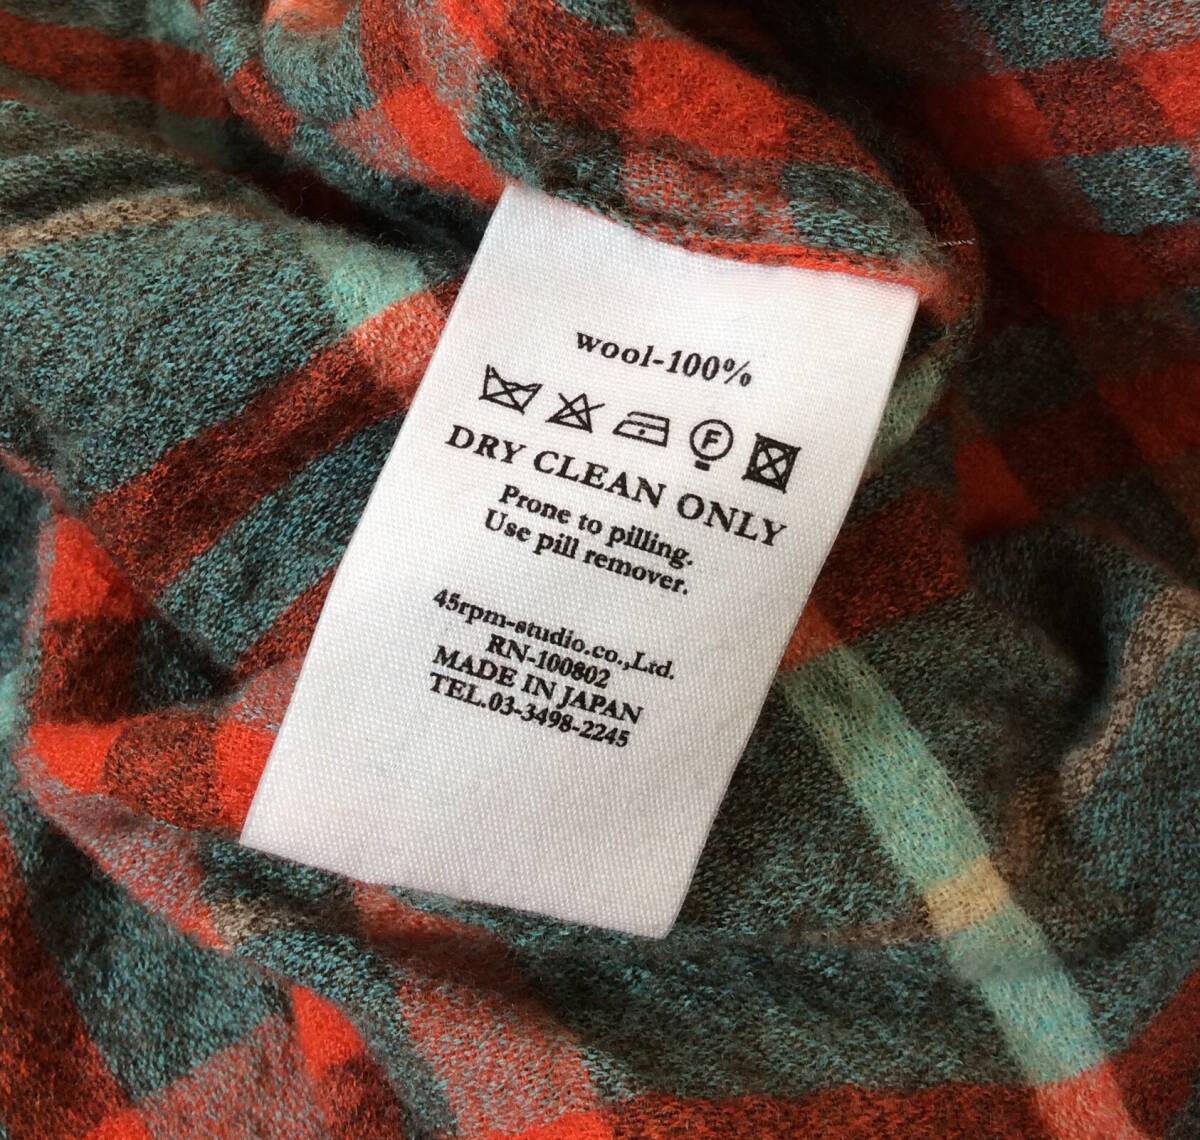 wool-100%
F
DRY CLEAN ONLY
Prone to pilling.
Use pill remover.
45rpm-studio.co.,Ltd.
RN-100802
MADE IN JAPAN
TEL.03-3498-2245